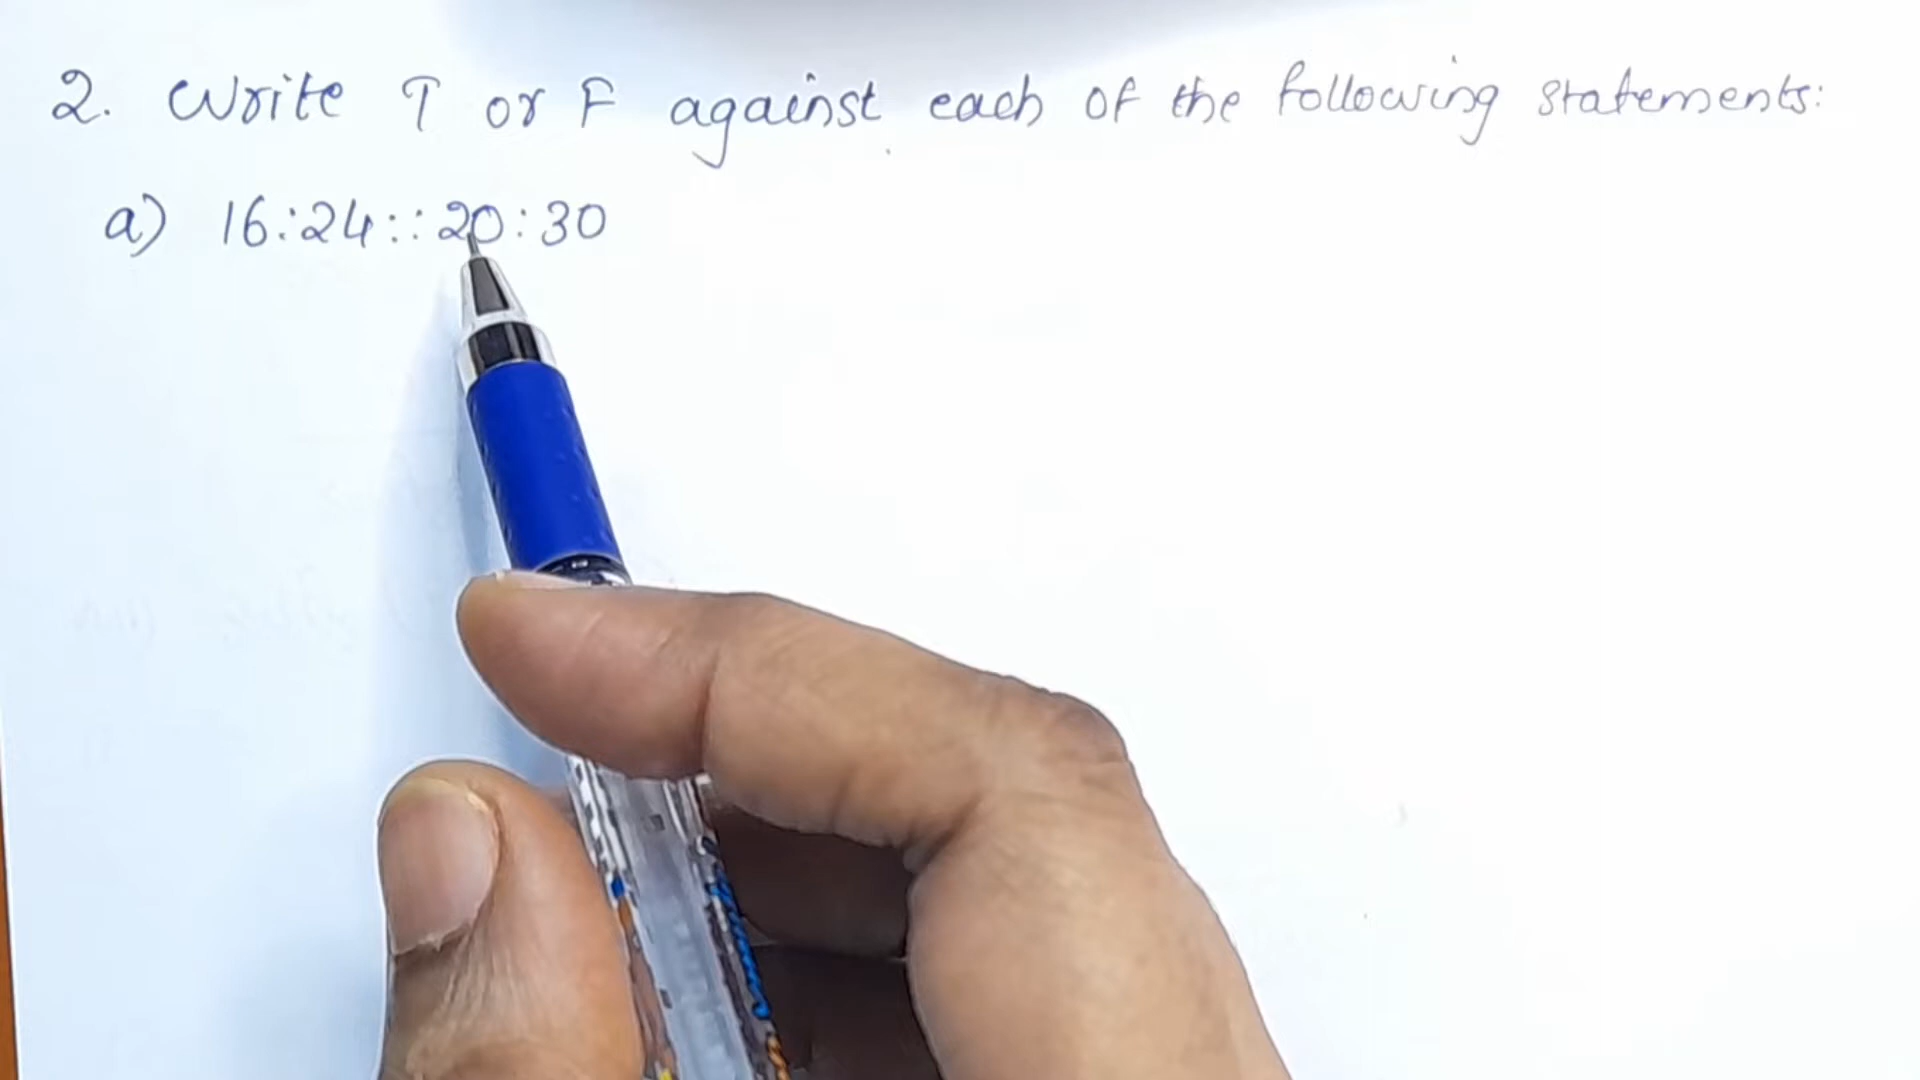 2. Write T or F against each of the following statements:
a) 16:24::20:30